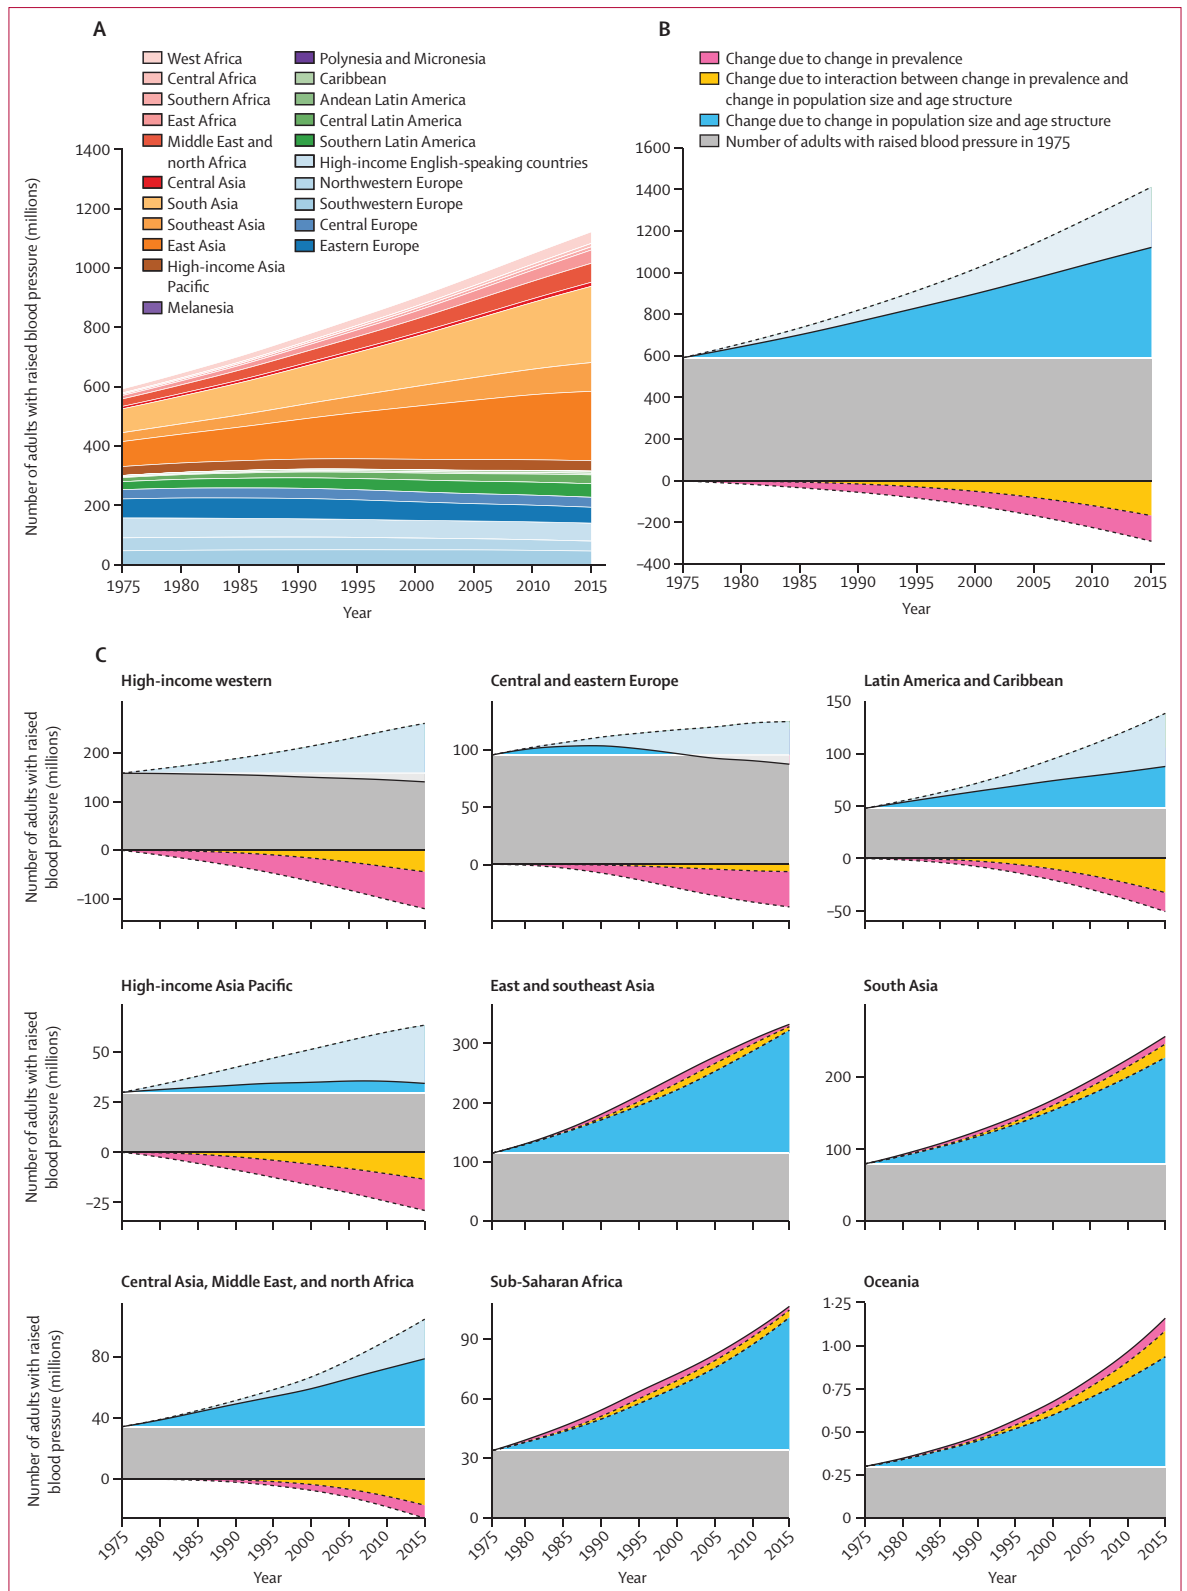 A
West Africa
Central Africa
Southern Africa
East Africa
Middle East and
north Africa
Central Asia
South Asia
Southeast Asia
East Asia
High-income Asia
Pacific
Melanesia
Polynesia and Micronesia
Caribbean
Andean Latin America
Central Latin America
Southern Latin America
High-income English-speaking countries
Northwestern Europe
Southwestern Europe
Central Europe
Eastern Europe
Number of adults with raised blood pressure (millions)
1400
1200
1000
800
600
400
200
0
1975 1980 1985 1990 1995 2000 2005 2010 2015
Year
B
Change due to change in prevalence
Change due to interaction between change in prevalence and
change in population size and age structure
Change due to change in population size and age structure
Number of adults with raised blood pressure in 1975
1600
1400
1200
1000
800
600
400
200
0
–200
–400
1975 1980 1985 1990 1995 2000 2005 2010 2015
Year
C
High-income western
Number of adults with raised
blood pressure (millions)
200
100
0
–100
Central and eastern Europe
100
50
0
Latin America and Caribbean
150
100
50
0
–50
High-income Asia Pacific
Number of adults with raised
blood pressure (millions)
50
25
0
–25
East and southeast Asia
300
200
100
0
South Asia
200
100
0
Central Asia, Middle East, and north Africa
Number of adults with raised
blood pressure (millions)
80
40
0
1975 1980 1985 1990 1995 2000 2005 2010 2015
Year
Sub-Saharan Africa
90
60
30
0
1975 1980 1985 1990 1995 2000 2005 2010 2015
Year
Oceania
1·25
1·00
0·75
0·50
0·25
0
1975 1980 1985 1990 1995 2000 2005 2010 2015
Year